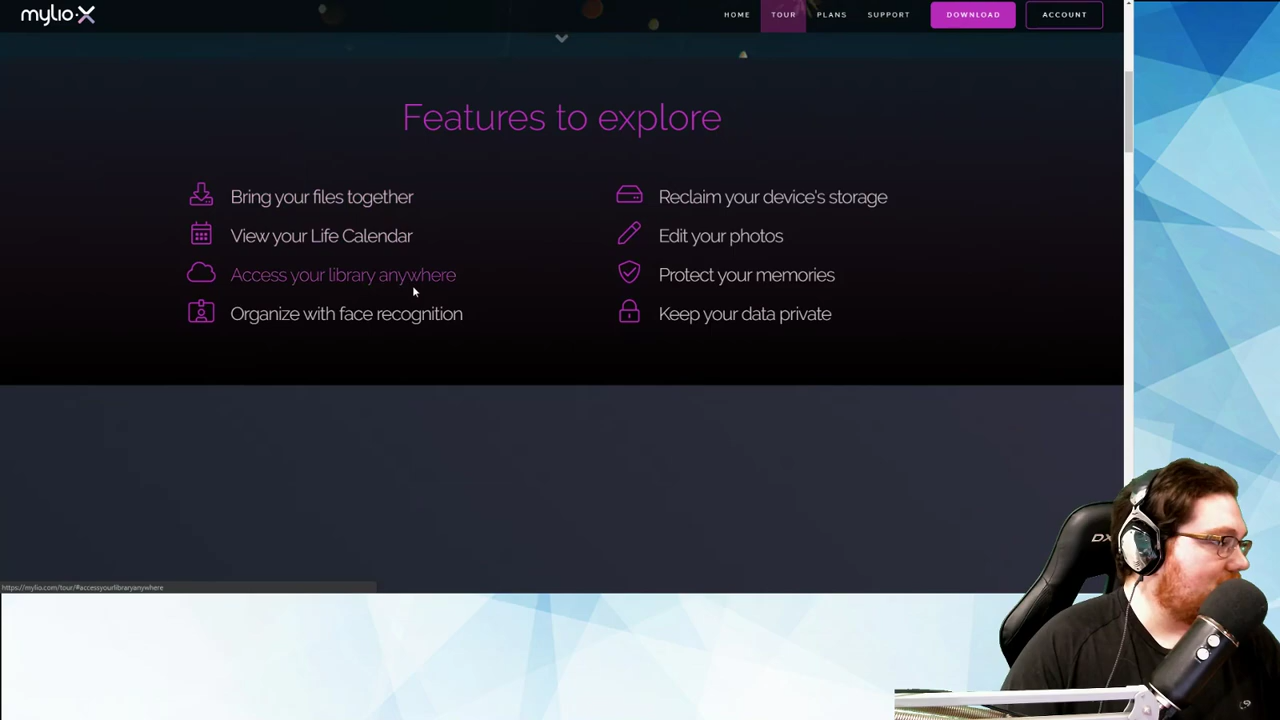 mylio X
HOME TOUR PLANS SUPPORT DOWNLOAD ACCOUNT
Features to explore
Bring your files together
View your Life Calendar
Access your library anywhere
Organize with face recognition
Reclaim your device's storage
Edit your photos
Protect your memories
Keep your data private
https://mylio.com/tour/#accessyourlibraryanywhere
DX